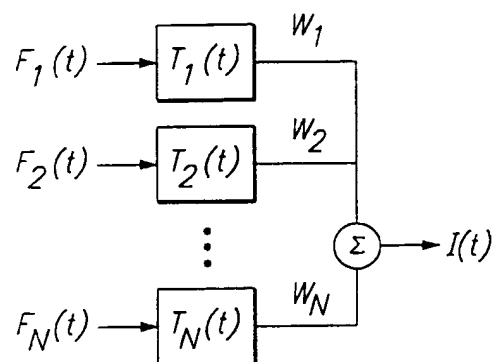 F1(t) T1(t) W1
F2(t) T2(t) W2
Σ I(t)
FN(t) TN(t) WN